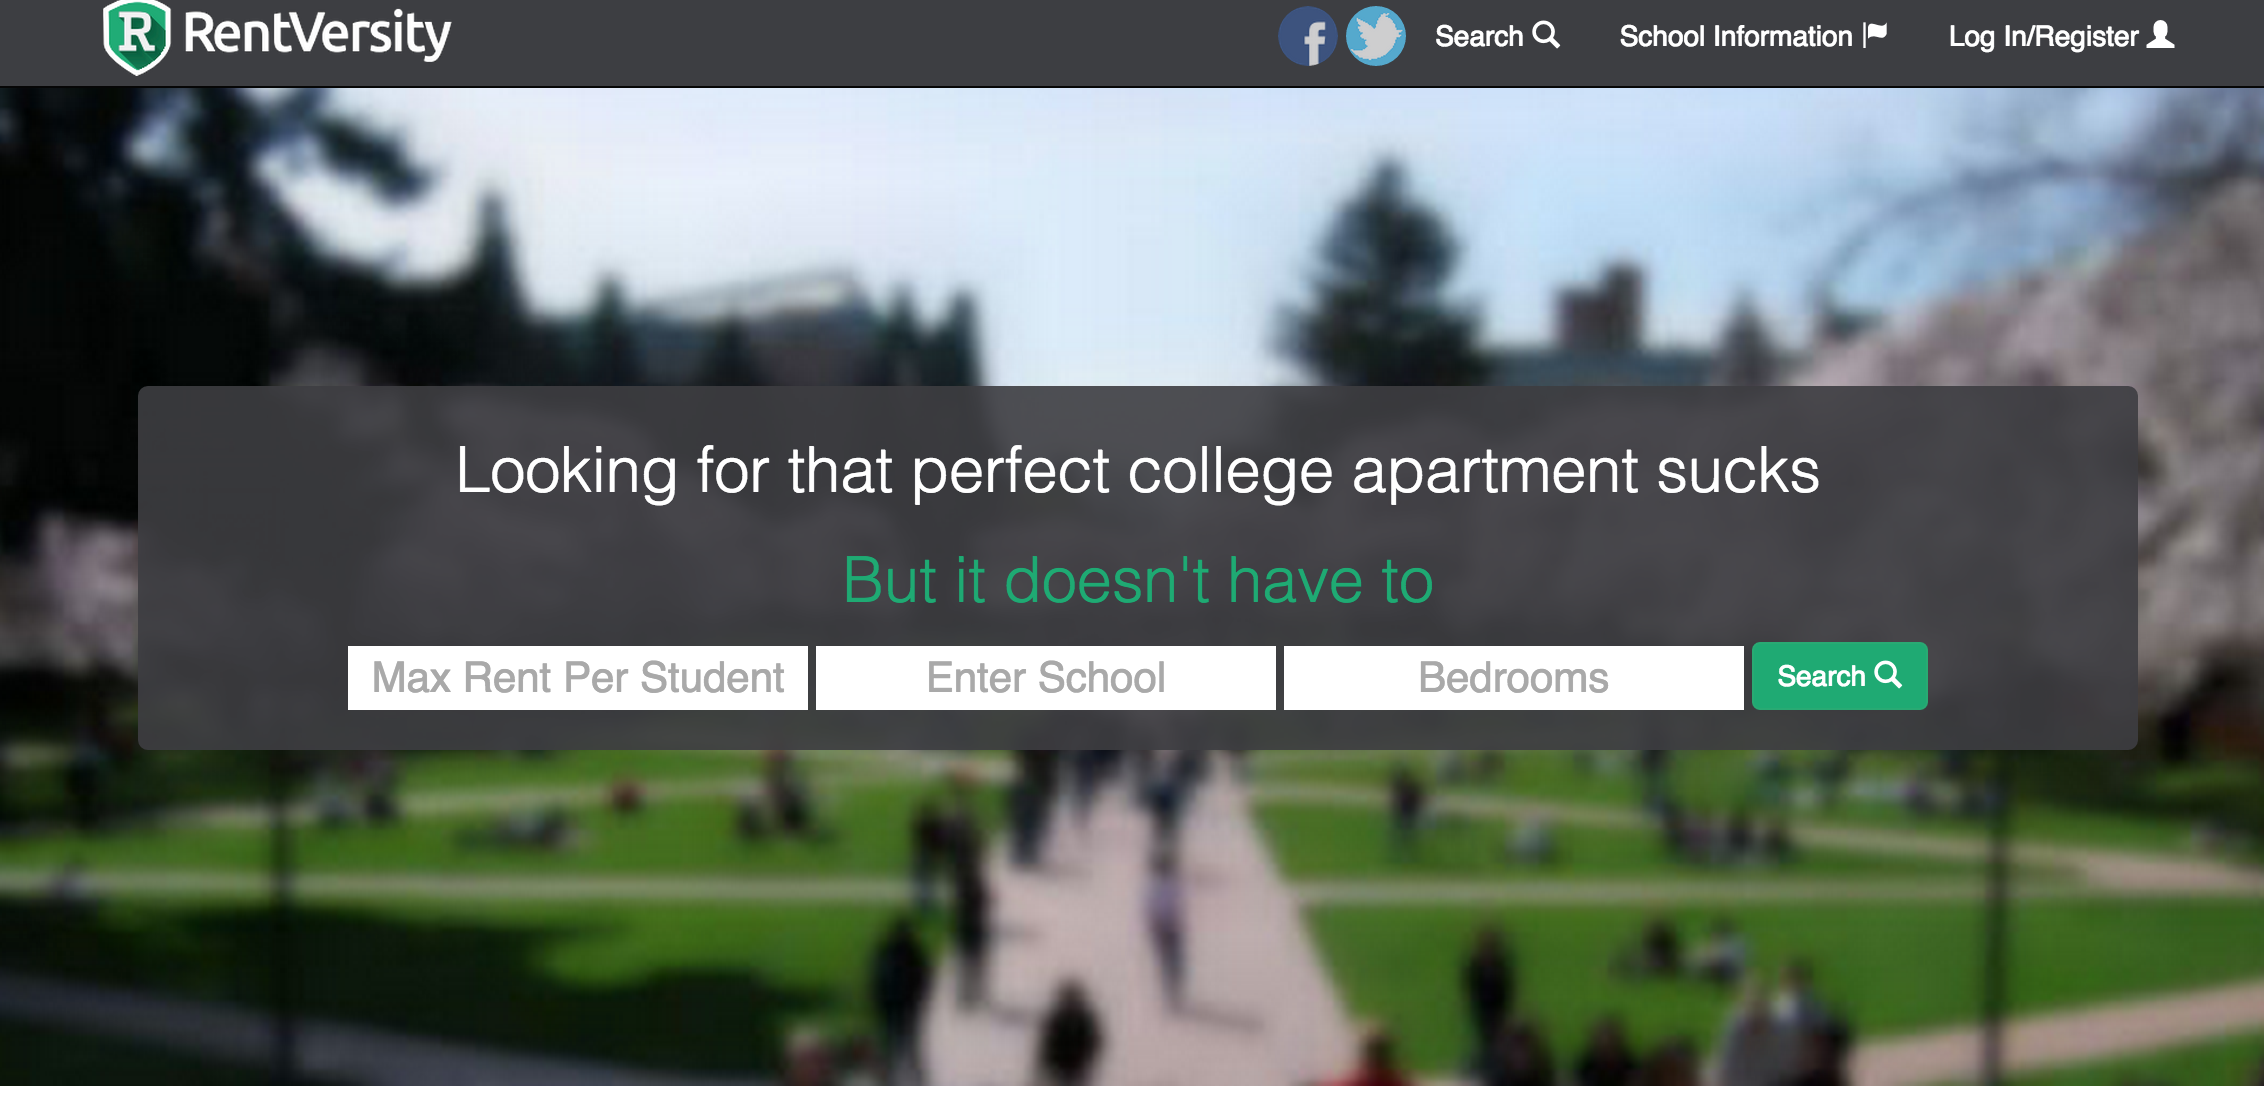 R RentVersity
f Search School Information Log In/Register
Looking for that perfect college apartment sucks
But it doesn't have to
Max Rent Per Student Enter School Bedrooms Search